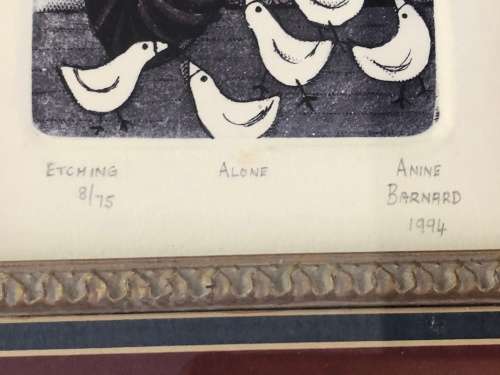 ETCHING
8/75
ALONE
ANINE
BARNARD
1994